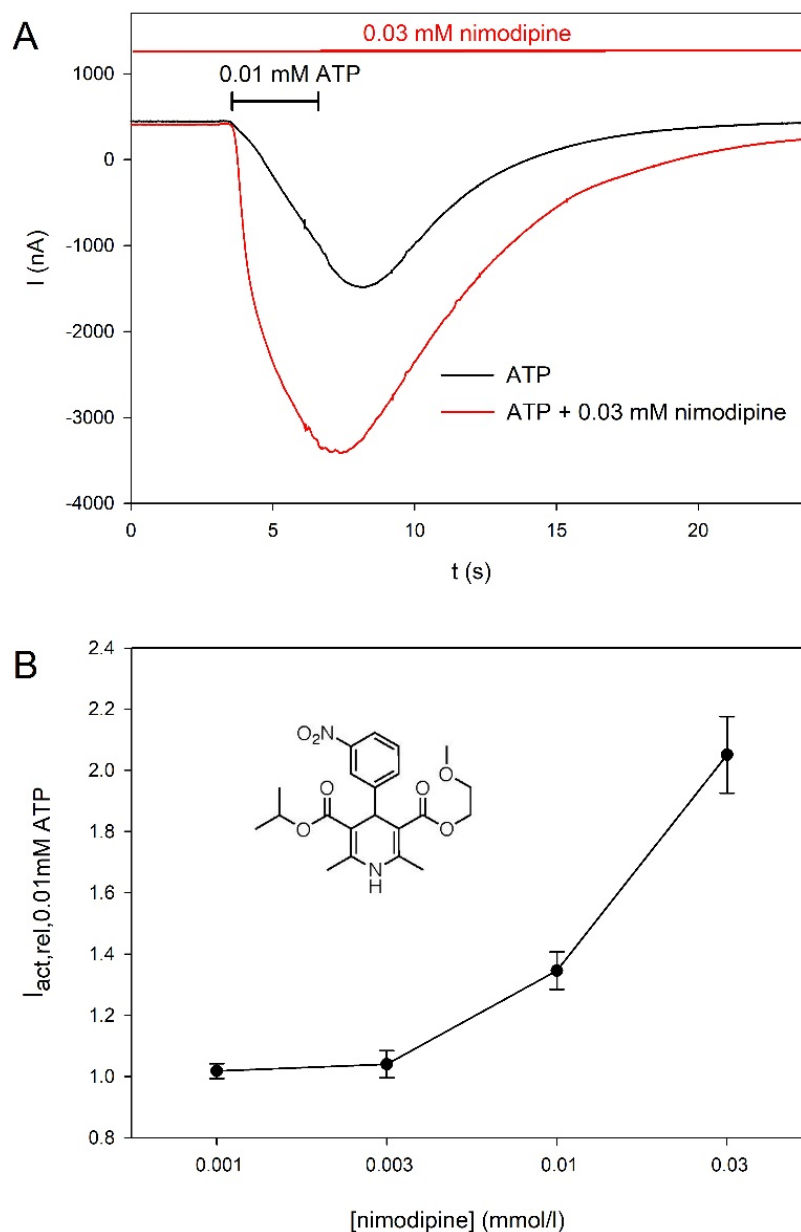 A
0.03 mM nimodipine
0.01 mM ATP
1000
0
-1000
-2000
-3000
-4000
I (nA)
ATP
ATP + 0.03 mM nimodipine
0 5 10 15 20
t (s)
B
2.4
2.2
2.0
1.8
1.6
1.4
1.2
1.0
0.8
I_act,rel,0.01mM ATP
O₂N
O
O
O
O
O
N
H
0.001 0.003 0.01 0.03
[nimodipine] (mmol/l)